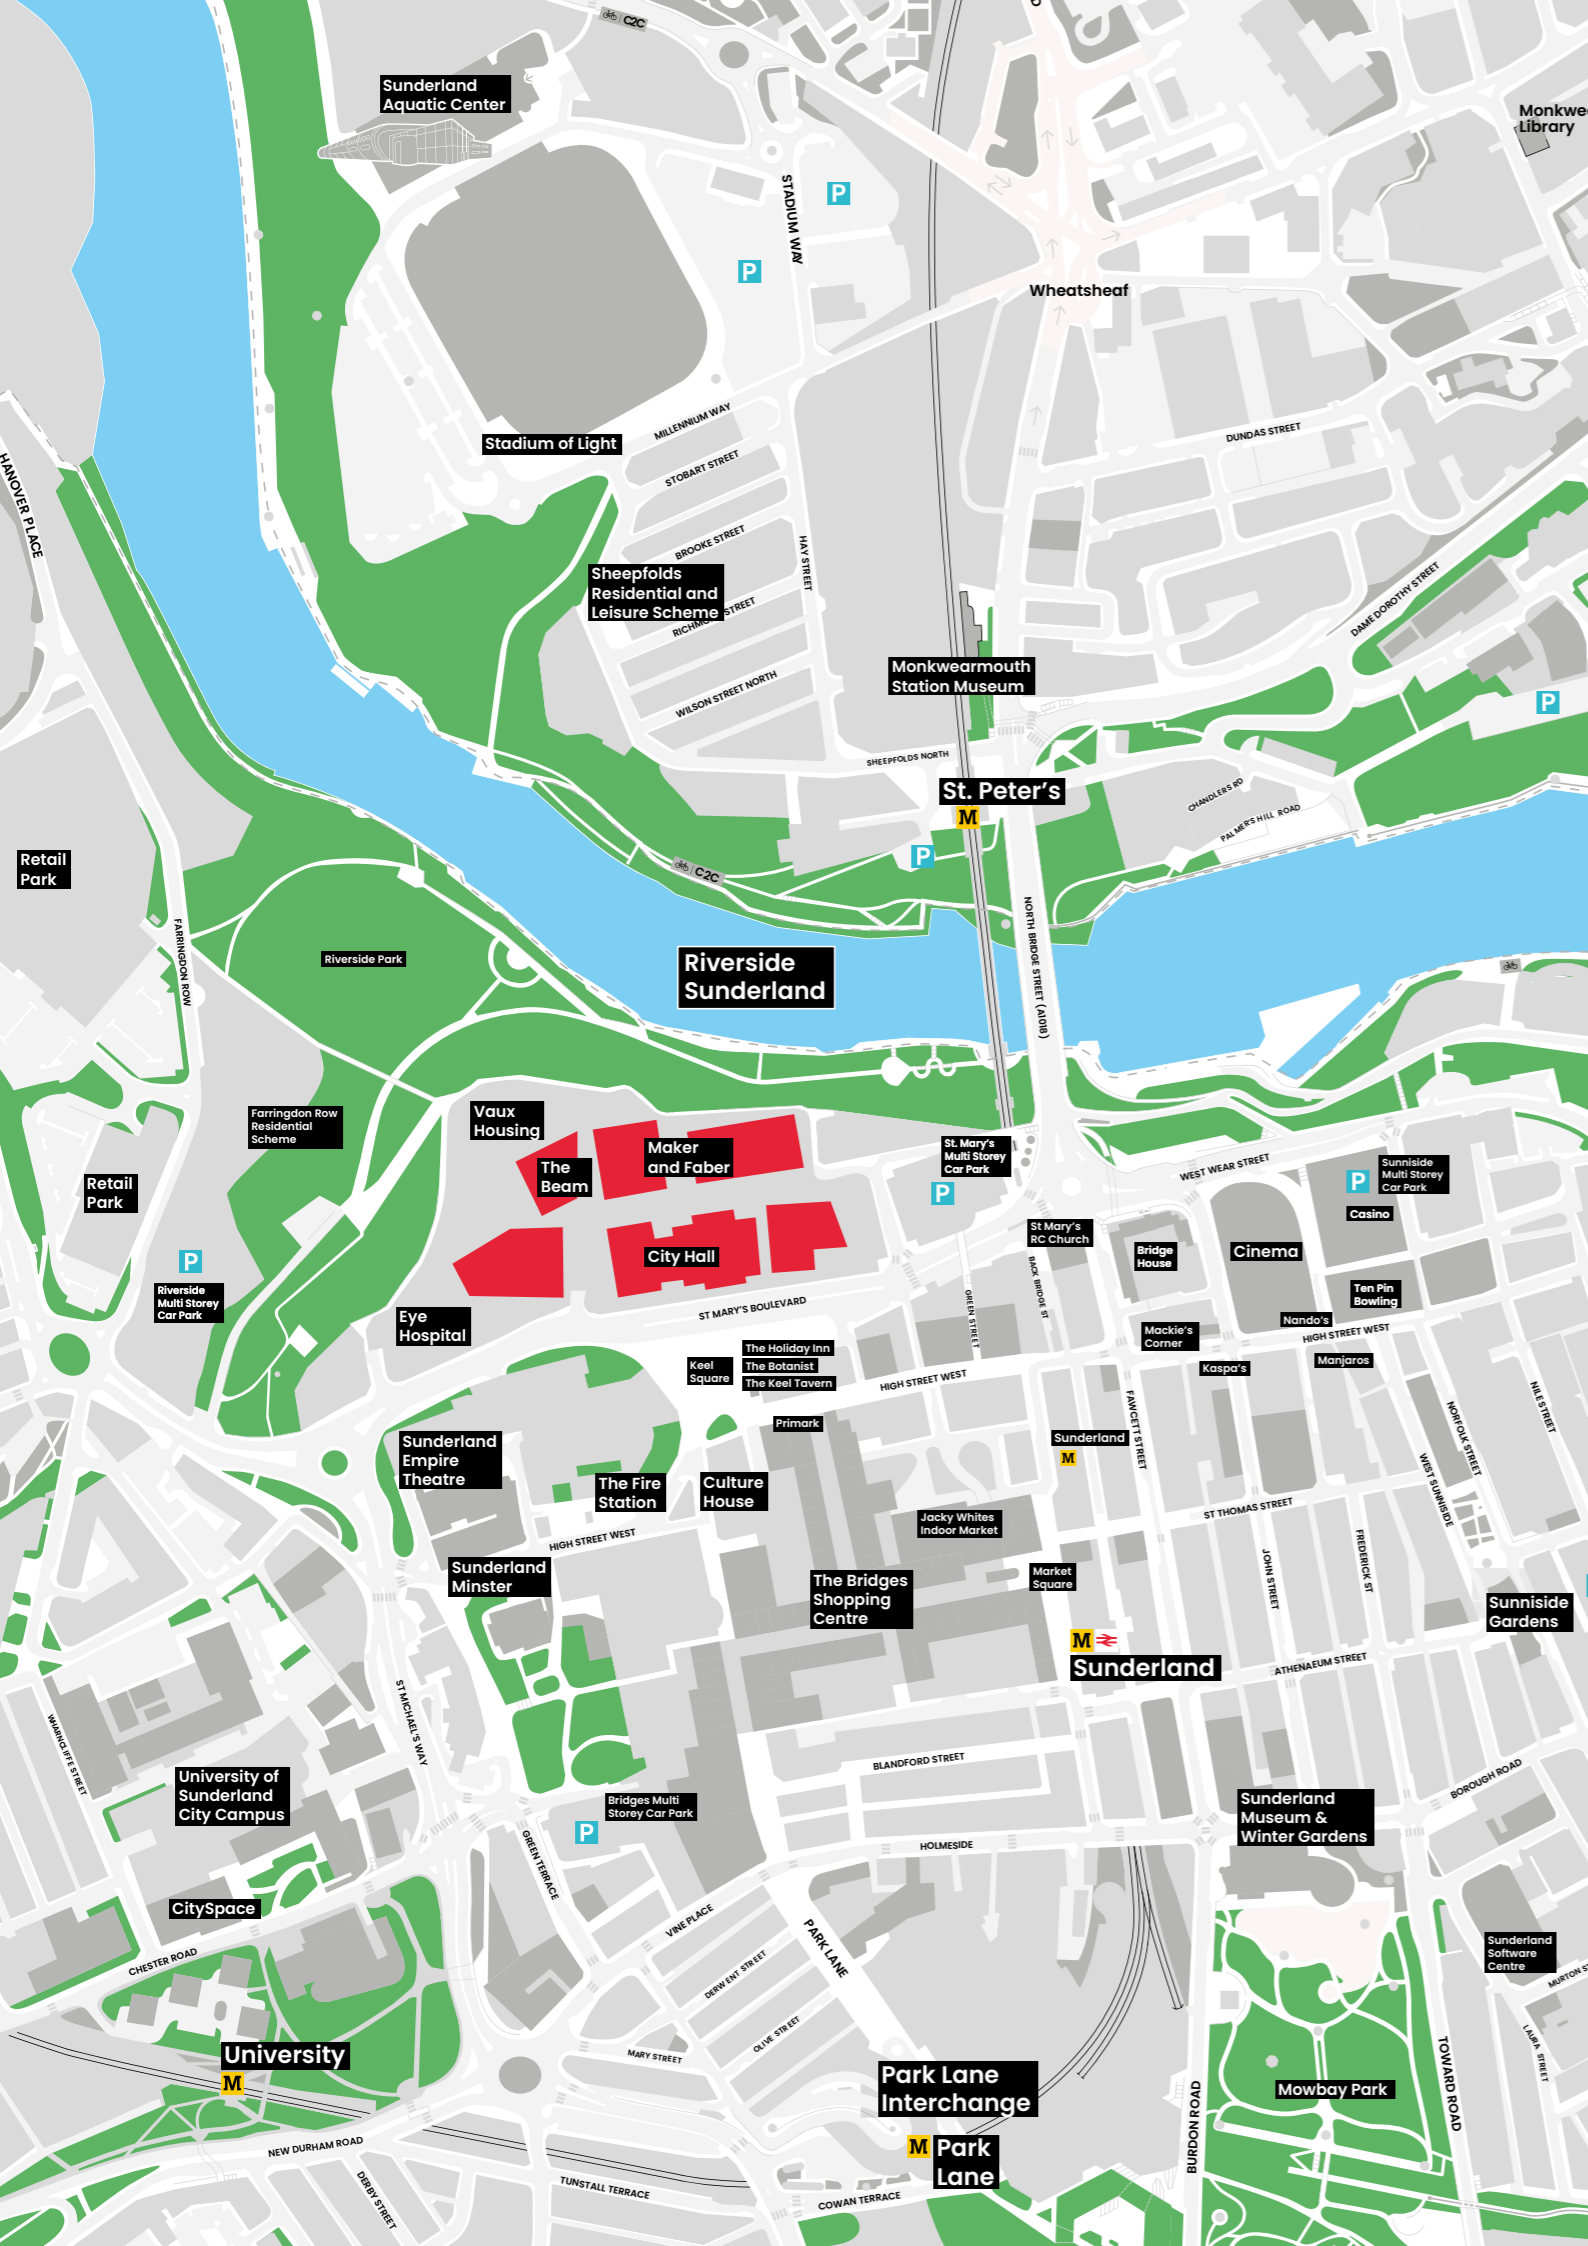 C2C
Sunderland
Aquatic Center
Monkwe
Library
P
STADIUM WAY
P
Wheatsheaf
MILLENNIUM WAY
Stadium of Light
DUNDAS STREET
STOBART STREET
HANOVER PLACE
BROOKE STREET
HAY STREET
Sheepfolds
Residential and
Leisure Scheme
RICHMO STREET
DAME DOROTHY STREET
Monkwearmouth
Station Museum
WILSON STREET NORTH
P
SHEEPFOLDS NORTH
St. Peter's
M
CHANDLERS RD
PALMER'S HILL ROAD
P
Retail
Park
C2C
FARRINGDON ROW
NORTH BRIDGE STREET (A1018)
Riverside Park
Riverside
Sunderland
Farringdon Row
Residential
Scheme
Vaux
Housing
The
Beam
Maker
and Faber
St. Mary's
Multi Storey
Car Park
P
WEST WEAR STREET
P
Sunniside
Multi Storey
Car Park
Casino
Retail
Park
St Mary's
RC Church
Bridge
House
Cinema
City Hall
P
Riverside
Multi Storey
Car Park
BACK BRIDGE ST
GREEN STREET
Ten Pin
Bowling
ST MARY'S BOULEVARD
Eye
Hospital
Nando's
HIGH STREET WEST
Mackie's
Corner
The Holiday Inn
The Botanist
The Keel Tavern
Keel
Square
Kaspa's
Manjaros
HIGH STREET WEST
FAWCETT STREET
NILE STREET
NORFOLK STREET
Primark
Sunderland
M
Sunderland
Empire
Theatre
The Fire
Station
Culture
House
WEST SUNNISIDE
ST THOMAS STREET
Jacky Whites
Indoor Market
HIGH STREET WEST
Sunderland
Minster
JOHN STREET
FREDERICK ST
The Bridges
Shopping
Centre
Market
Square
Sunniside
Gardens
M
Sunderland
ATHENAEUM STREET
ST MICHAEL'S WAY
WHARNCLIFFE STREET
BLANDFORD STREET
BOROUGH ROAD
University of
Sunderland
City Campus
Bridges Multi
Storey Car Park
P
Sunderland
Museum &
Winter Gardens
HOLMESIDE
GREEN TERRACE
CitySpace
VINE PLACE
PARK LANE
CHESTER ROAD
DERWENT STREET
Sunderland
Software
Centre
MURTON S
OLIVE STREET
LAURA STREET
University
M
MARY STREET
TOWARD ROAD
Park Lane
Interchange
Mowbay Park
BURDON ROAD
M
Park
Lane
NEW DURHAM ROAD
DERBY STREET
TUNSTALL TERRACE
COWAN TERRACE